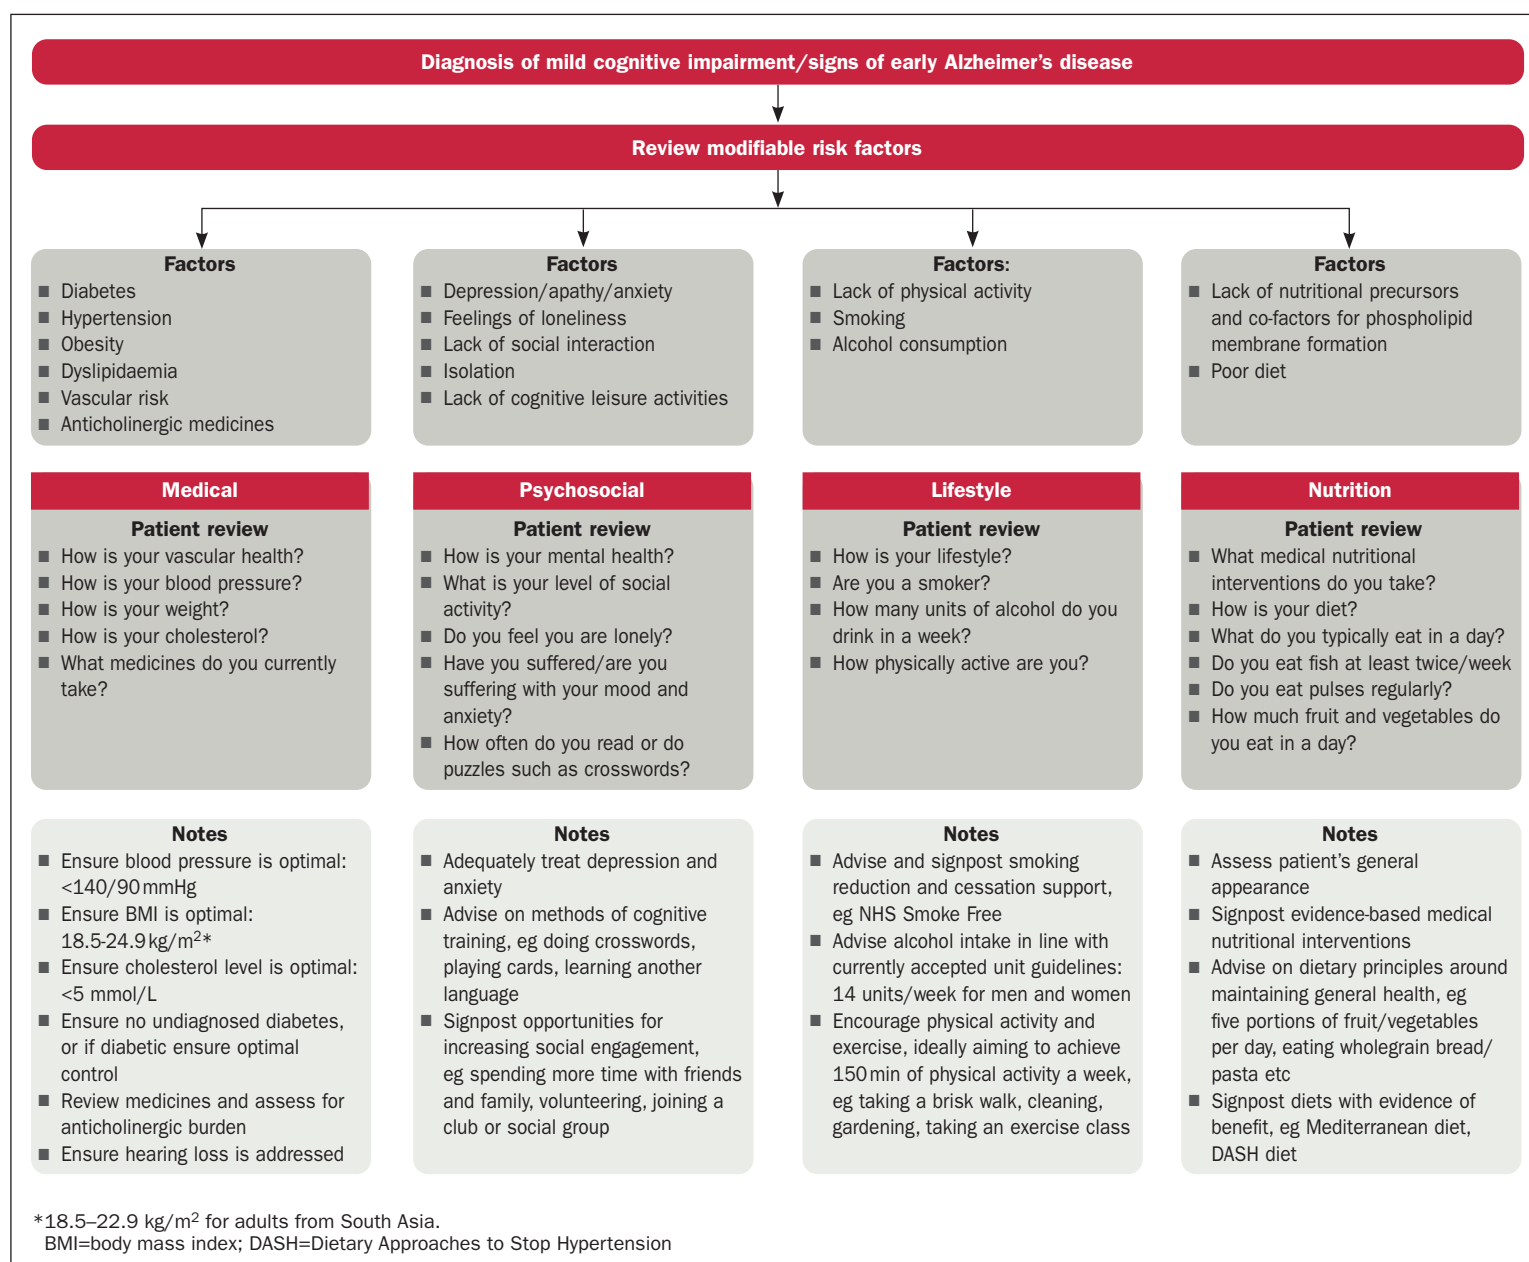 Diagnosis of mild cognitive impairment/signs of early Alzheimer's disease
Review modifiable risk factors
Factors
■ Diabetes
■ Hypertension
■ Obesity
■ Dyslipidaemia
■ Vascular risk
■ Anticholinergic medicines
Factors
■ Depression/apathy/anxiety
■ Feelings of loneliness
■ Lack of social interaction
■ Isolation
■ Lack of cognitive leisure activities
Factors:
■ Lack of physical activity
■ Smoking
■ Alcohol consumption
Factors
■ Lack of nutritional precursors
and co-factors for phospholipid
membrane formation
■ Poor diet
Medical
Patient review
■ How is your vascular health?
■ How is your blood pressure?
■ How is your weight?
■ How is your cholesterol?
■ What medicines do you currently
take?
Psychosocial
Patient review
■ How is your mental health?
■ What is your level of social
activity?
■ Do you feel you are lonely?
■ Have you suffered/are you
suffering with your mood and
anxiety?
■ How often do you read or do
puzzles such as crosswords?
Lifestyle
Patient review
■ How is your lifestyle?
■ Are you a smoker?
■ How many units of alcohol do you
drink in a week?
■ How physically active are you?
Nutrition
Patient review
■ What medical nutritional
interventions do you take?
■ How is your diet?
■ What do you typically eat in a day?
■ Do you eat fish at least twice/week
■ Do you eat pulses regularly?
■ How much fruit and vegetables do
you eat in a day?
Notes
■ Ensure blood pressure is optimal:
<140/90 mmHg
■ Ensure BMI is optimal:
18.5-24.9 kg/m²*
■ Ensure cholesterol level is optimal:
<5 mmol/L
■ Ensure no undiagnosed diabetes,
or if diabetic ensure optimal
control
■ Review medicines and assess for
anticholinergic burden
■ Ensure hearing loss is addressed
Notes
■ Adequately treat depression and
anxiety
■ Advise on methods of cognitive
training, eg doing crosswords,
playing cards, learning another
language
■ Signpost opportunities for
increasing social engagement,
eg spending more time with friends
and family, volunteering, joining a
club or social group
Notes
■ Advise and signpost smoking
reduction and cessation support,
eg NHS Smoke Free
■ Advise alcohol intake in line with
currently accepted unit guidelines:
14 units/week for men and women
■ Encourage physical activity and
exercise, ideally aiming to achieve
150 min of physical activity a week,
eg taking a brisk walk, cleaning,
gardening, taking an exercise class
Notes
■ Assess patient's general
appearance
■ Signpost evidence-based medical
nutritional interventions
■ Advise on dietary principles around
maintaining general health, eg
five portions of fruit/vegetables
per day, eating wholegrain bread/
pasta etc
■ Signpost diets with evidence of
benefit, eg Mediterranean diet,
DASH diet
*18.5–22.9 kg/m² for adults from South Asia.
BMI=body mass index; DASH=Dietary Approaches to Stop Hypertension